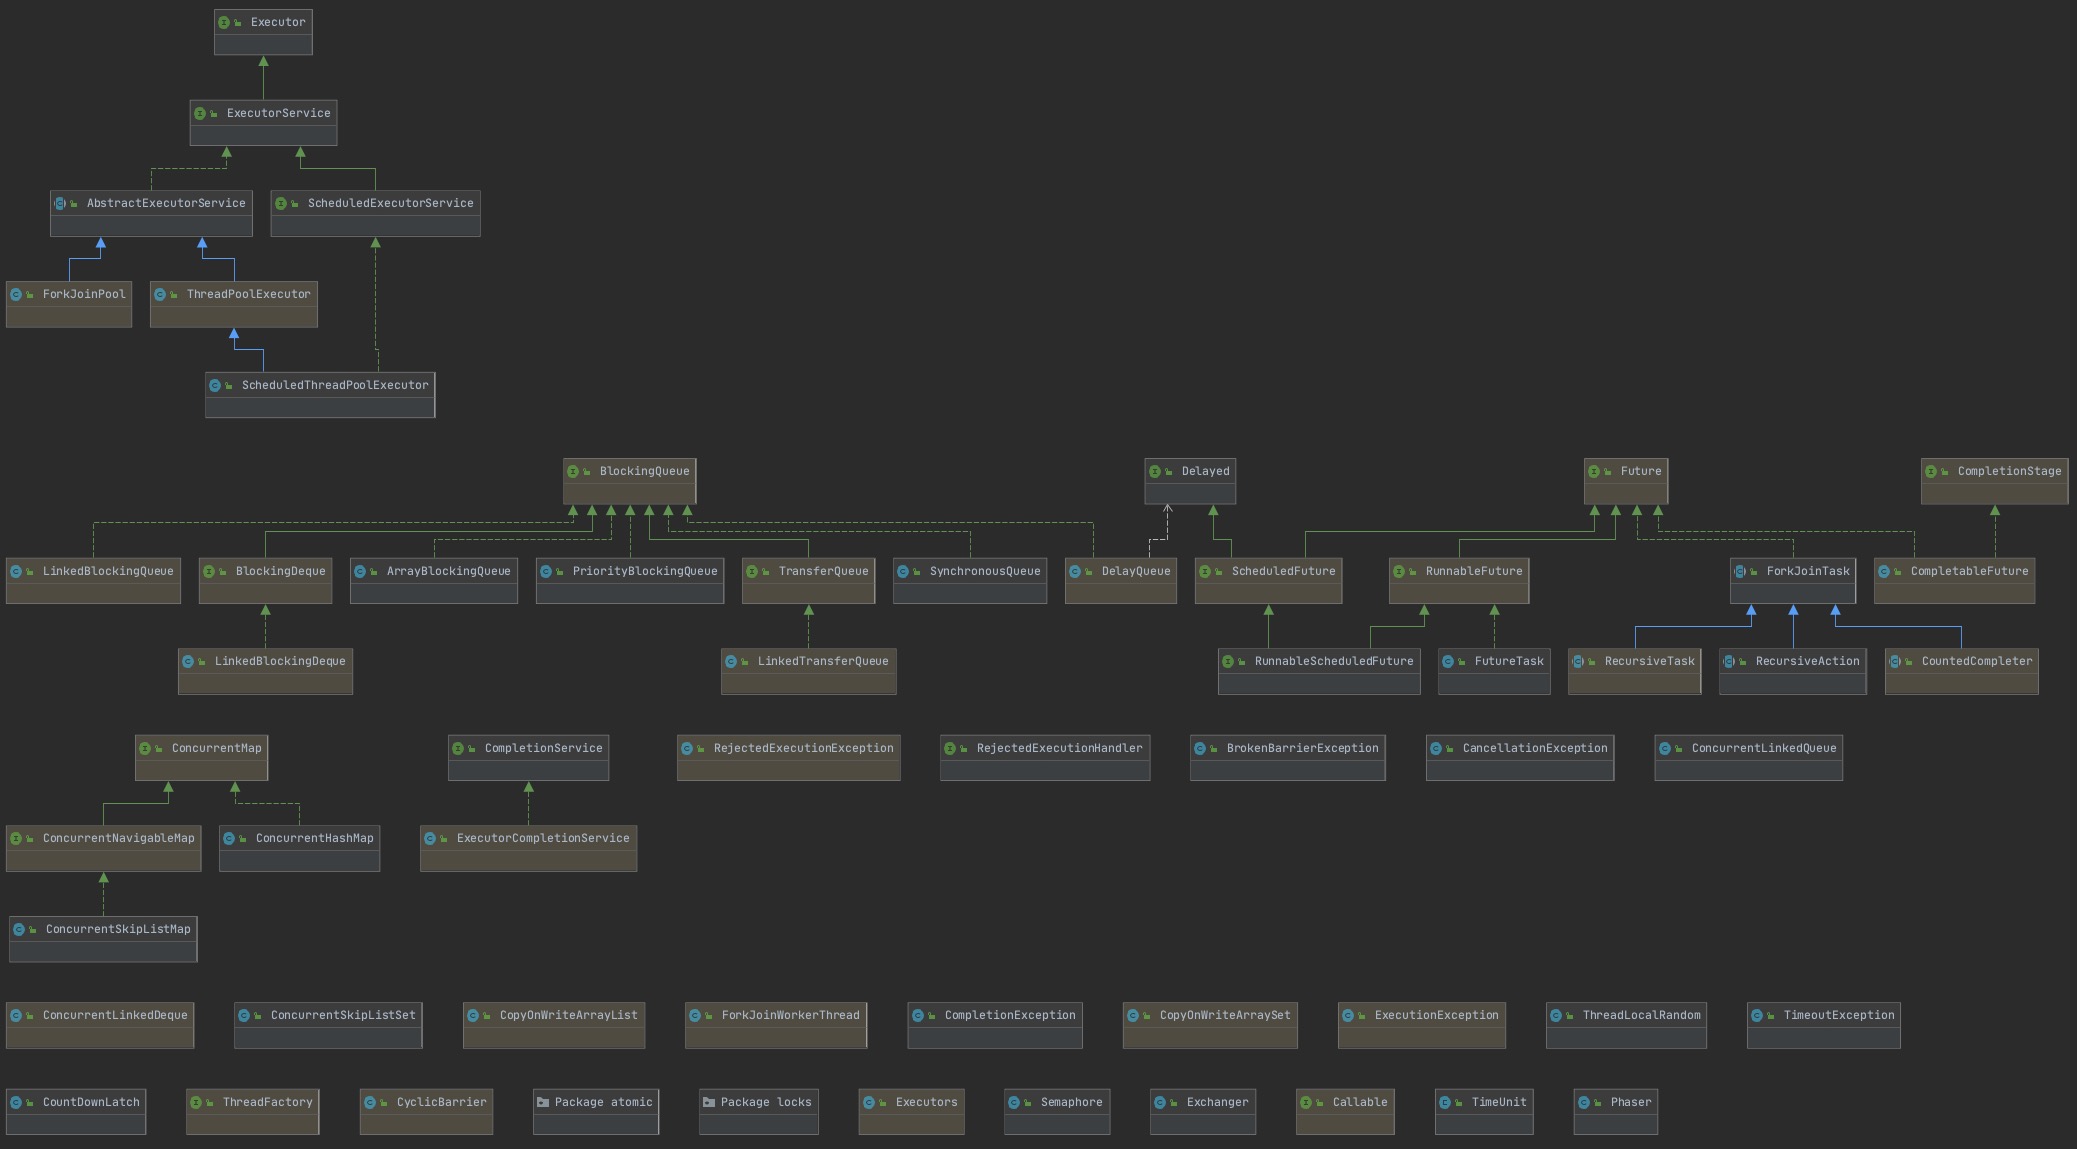 Executor
ExecutorService
AbstractExecutorService
ScheduledExecutorService
ForkJoinPool
ThreadPoolExecutor
ScheduledThreadPoolExecutor
BlockingQueue
Delayed
Future
CompletionStage
LinkedBlockingQueue
BlockingDeque
ArrayBlockingQueue
PriorityBlockingQueue
TransferQueue
SynchronousQueue
DelayQueue
ScheduledFuture
RunnableFuture
ForkJoinTask
CompletableFuture
LinkedBlockingDeque
LinkedTransferQueue
RunnableScheduledFuture
FutureTask
RecursiveTask
RecursiveAction
CountedCompleter
ConcurrentMap
CompletionService
RejectedExecutionException
RejectedExecutionHandler
BrokenBarrierException
CancellationException
ConcurrentLinkedQueue
ConcurrentNavigableMap
ConcurrentHashMap
ExecutorCompletionService
ConcurrentSkipListMap
ConcurrentLinkedDeque
ConcurrentSkipListSet
CopyOnWriteArrayList
ForkJoinWorkerThread
CompletionException
CopyOnWriteArraySet
ExecutionException
ThreadLocalRandom
TimeoutException
CountDownLatch
ThreadFactory
CyclicBarrier
Package atomic
Package locks
Executors
Semaphore
Exchanger
Callable
TimeUnit
Phaser